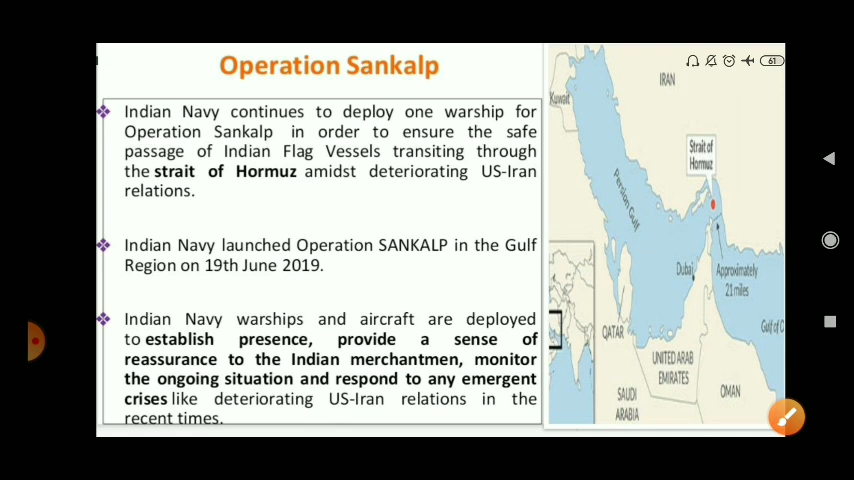 Operation Sankalp
Indian Navy continues to deploy one warship for
Operation Sankalp in order to ensure the safe
passage of Indian Flag Vessels transiting through
the strait of Hormuz amidst deteriorating US-Iran
relations.
Indian Navy launched Operation SANKALP in the Gulf
Region on 19th June 2019.
Indian Navy warships and aircraft are deployed
to establish presence, provide a sense of
reassurance to the Indian merchantmen, monitor
the ongoing situation and respond to any emergent
crises like deteriorating US-Iran relations in the
recent times.
61
IRAN
Kuwait
Strait of
Hormuz
Persian Gulf
Dubai
Approximately
21 miles
QATAR
Gulf of O
UNITED ARAB
EMIRATES
SAUDI
ARABIA
OMAN